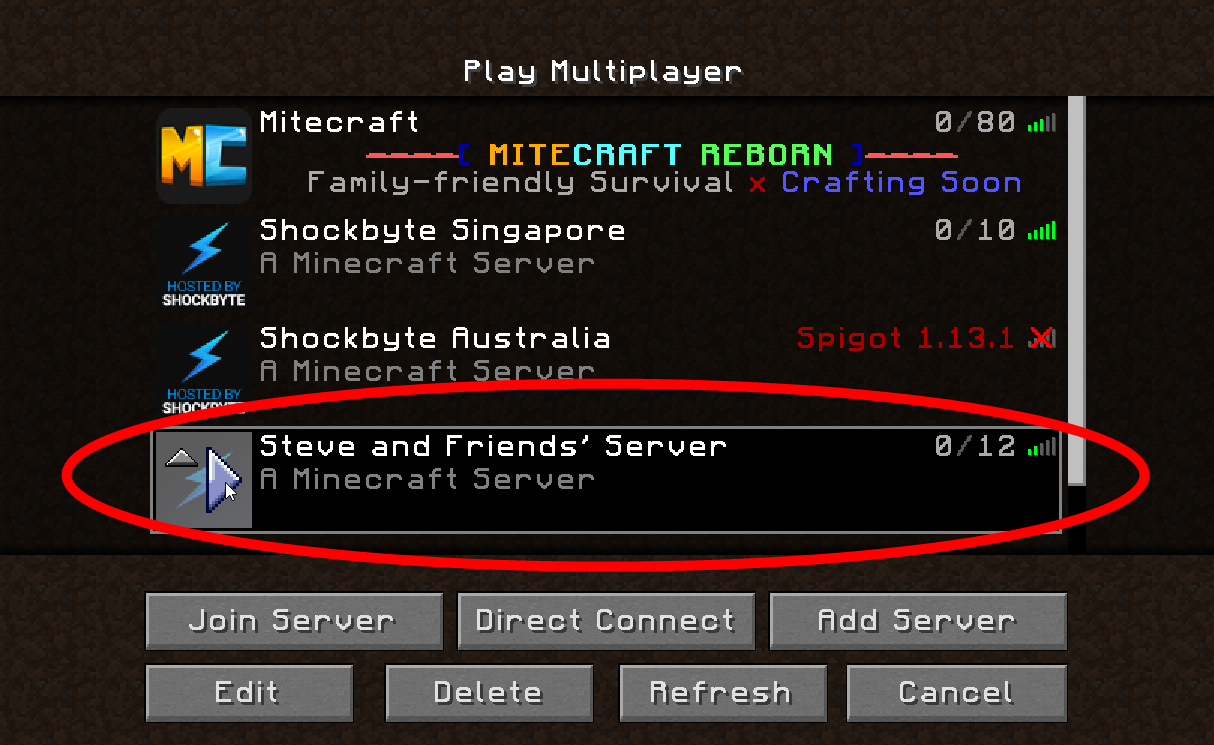 Play Multiplayer
MC
Mitecraft
0/80
----[ MITECRAFT REBORN ]----
Family-friendly Survival x Crafting Soon
HOSTED BY
SHOCKBYTE
Shockbyte Singapore
0/10
A Minecraft Server
HOSTED BY
SHOCKBYTE
Shockbyte Australia
Spigot 1.13.1
A Minecraft Server
Steve and Friends' Server
0/12
A Minecraft Server
Join Server
Direct Connect
Add Server
Edit
Delete
Refresh
Cancel